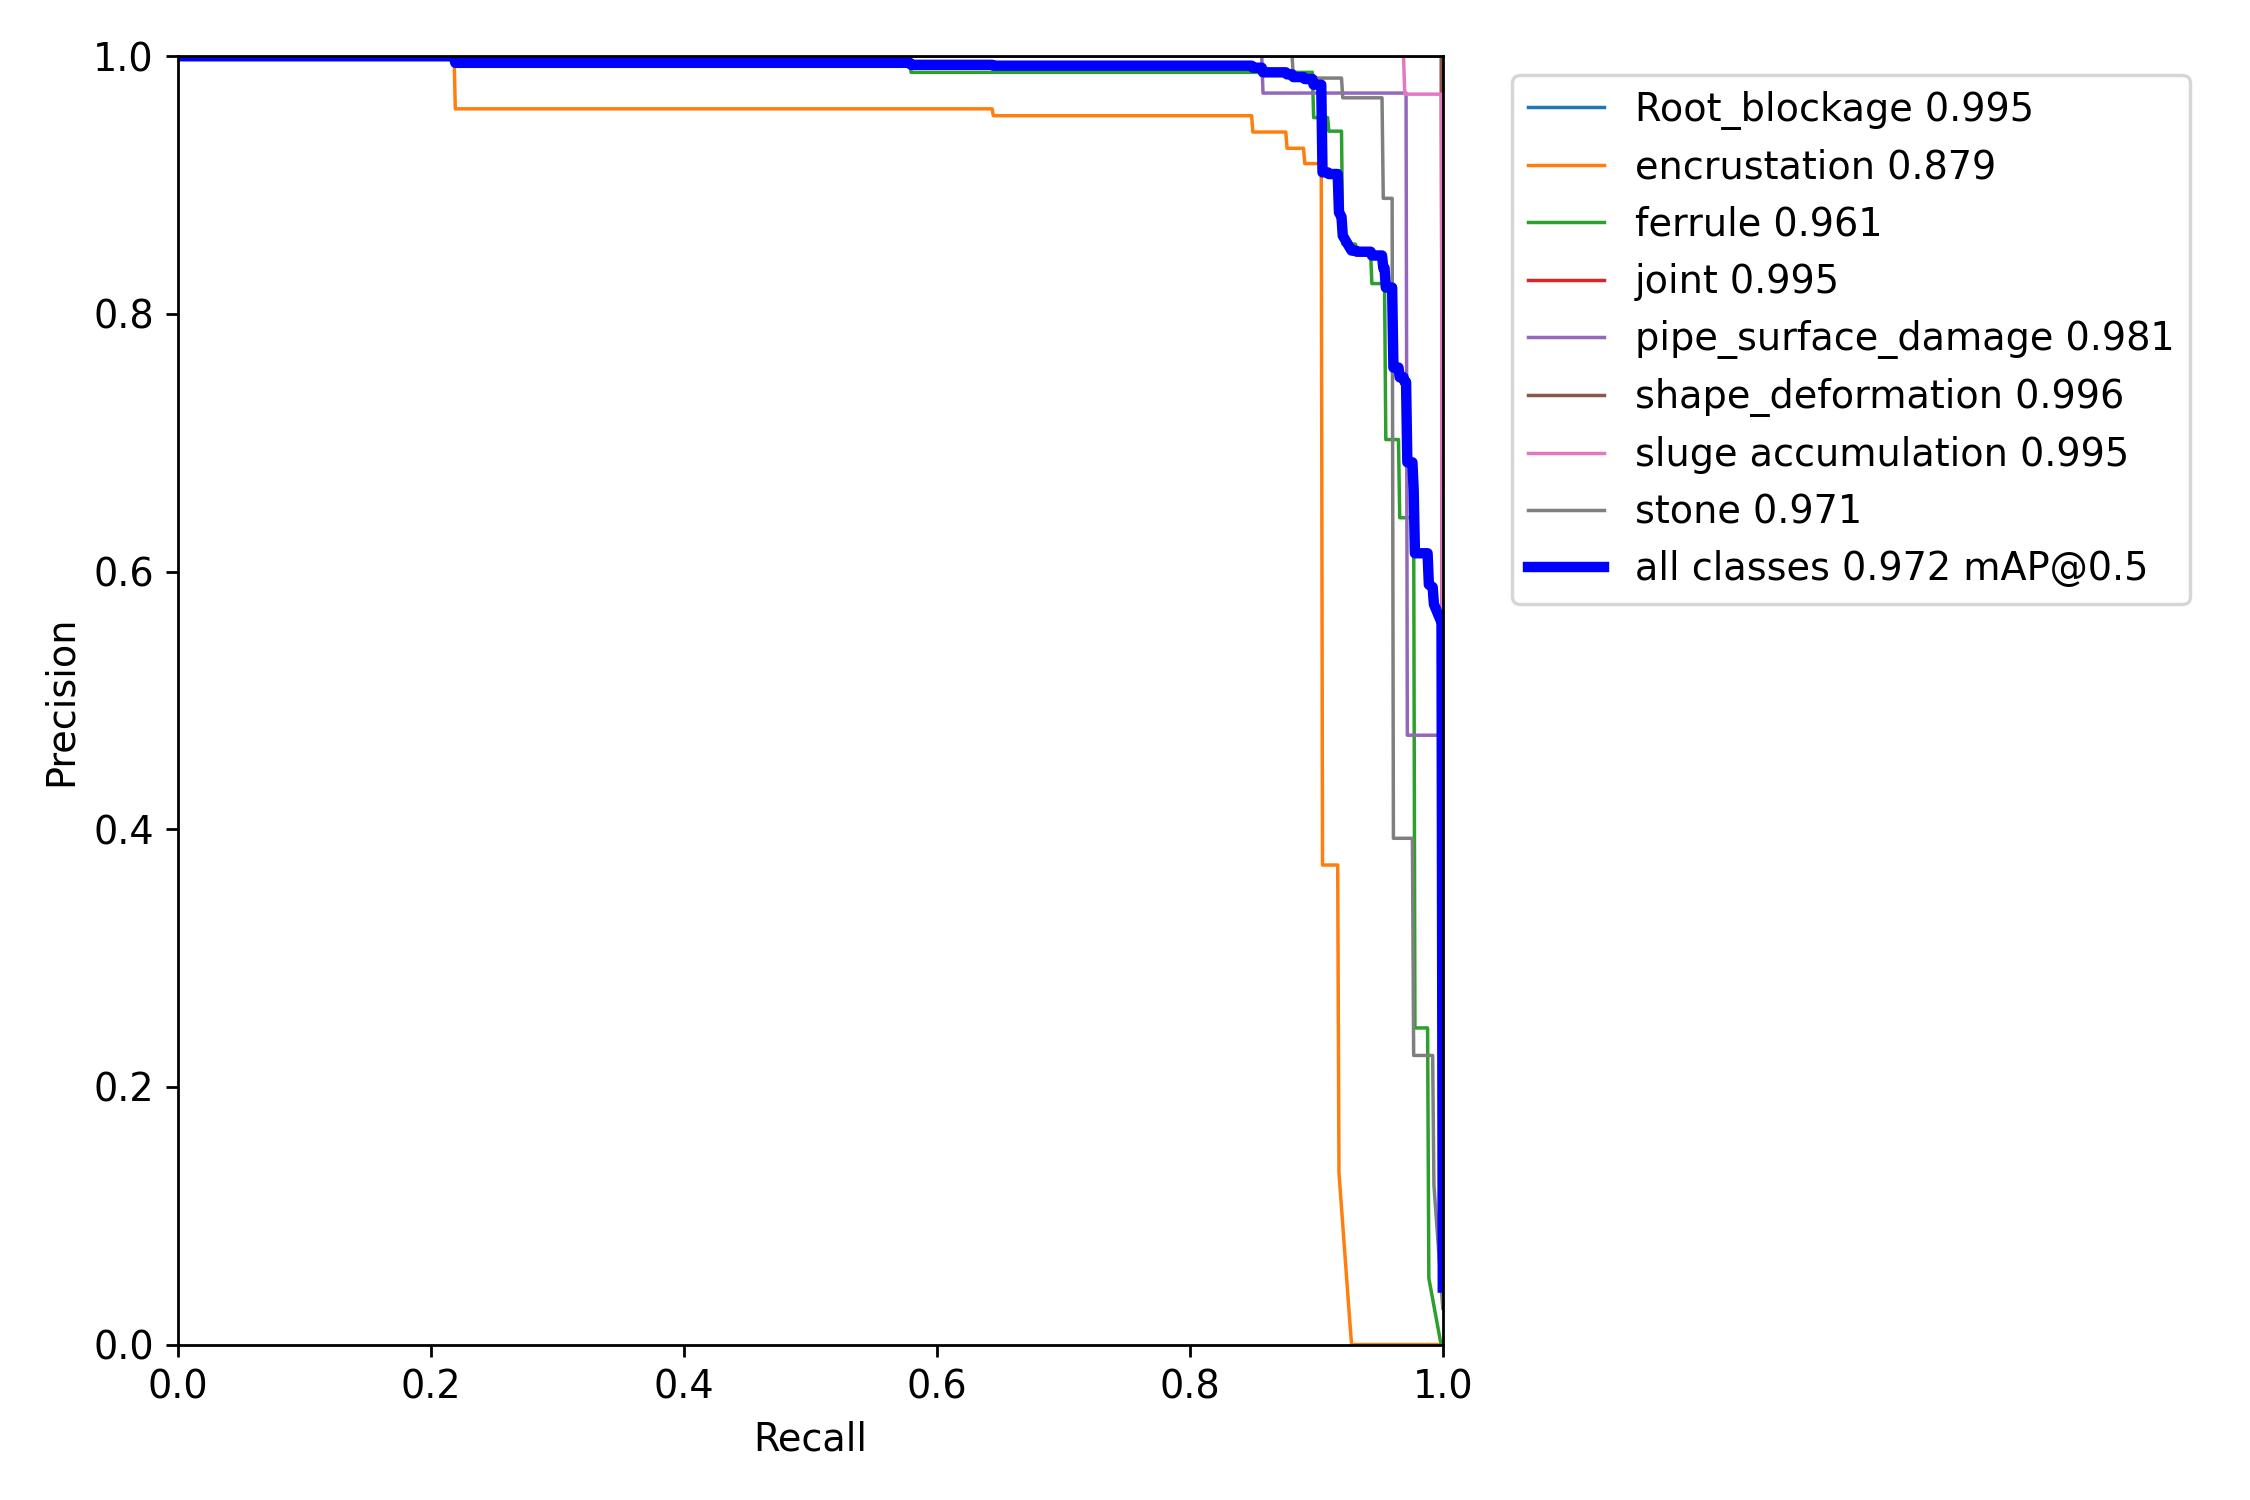 1.0
0.8
0.6
0.4
0.2
0.0
Precision
0.0 0.2 0.4 0.6 0.8 1.0
Recall
Root_blockage 0.995
encrustation 0.879
ferrule 0.961
joint 0.995
pipe_surface_damage 0.981
shape_deformation 0.996
sluge accumulation 0.995
stone 0.971
all classes 0.972 mAP@0.5